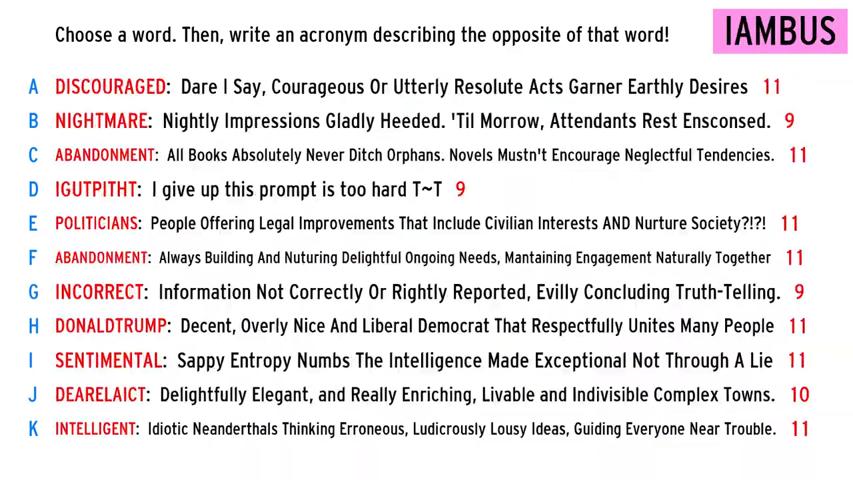 Choose a word. Then, write an acronym describing the opposite of that word!
IAMBUS
A DISCOURAGED: Dare I Say, Courageous Or Utterly Resolute Acts Garner Earthly Desires 11
B NIGHTMARE: Nightly Impressions Gladly Heeded. 'Til Morrow, Attendants Rest Ensconsed. 9
C ABANDONMENT: All Books Absolutely Never Ditch Orphans. Novels Mustn't Encourage Neglectful Tendencies. 11
D IGUTPITHT: I give up this prompt is too hard T~T 9
E POLITICIANS: People Offering Legal Improvements That Include Civilian Interests AND Nurture Society?!?! 11
F ABANDONMENT: Always Building And Nuturing Delightful Ongoing Needs, Mantaining Engagement Naturally Together 11
G INCORRECT: Information Not Correctly Or Rightly Reported, Evilly Concluding Truth-Telling. 9
H DONALDTRUMP: Decent, Overly Nice And Liberal Democrat That Respectfully Unites Many People 11
I SENTIMENTAL: Sappy Entropy Numbs The Intelligence Made Exceptional Not Through A Lie 11
J DEARELAICT: Delightfully Elegant, and Really Enriching, Livable and Indivisible Complex Towns. 10
K INTELLIGENT: Idiotic Neanderthals Thinking Erroneous, Ludicrously Lousy Ideas, Guiding Everyone Near Trouble. 11